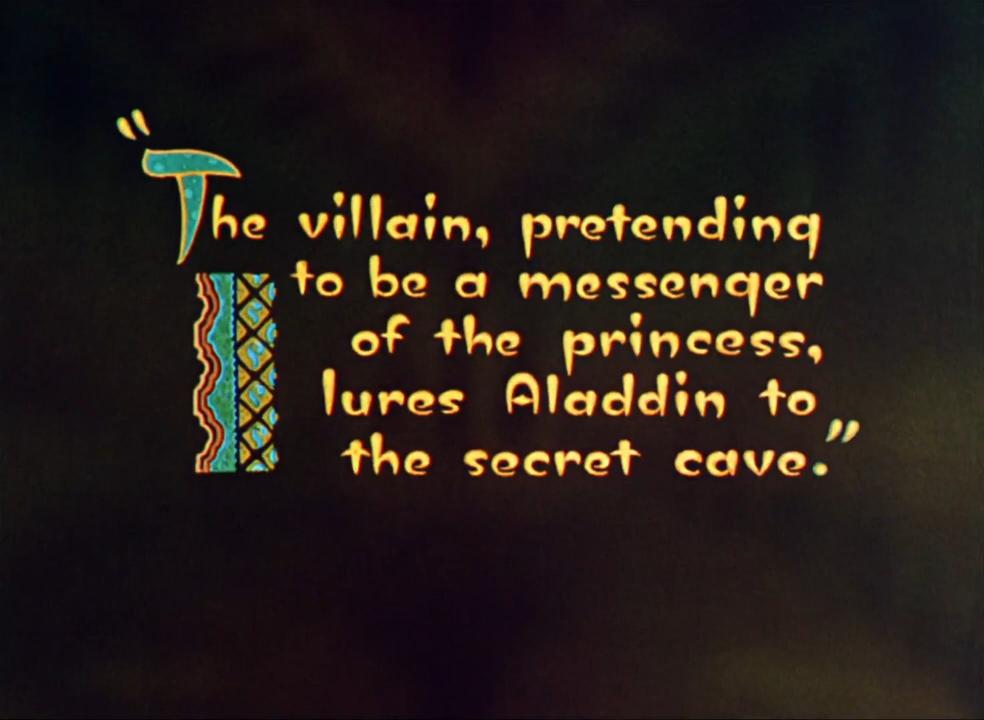 "The villain, pretending
to be a messenger
of the princess,
lures Aladdin to
the secret cave."